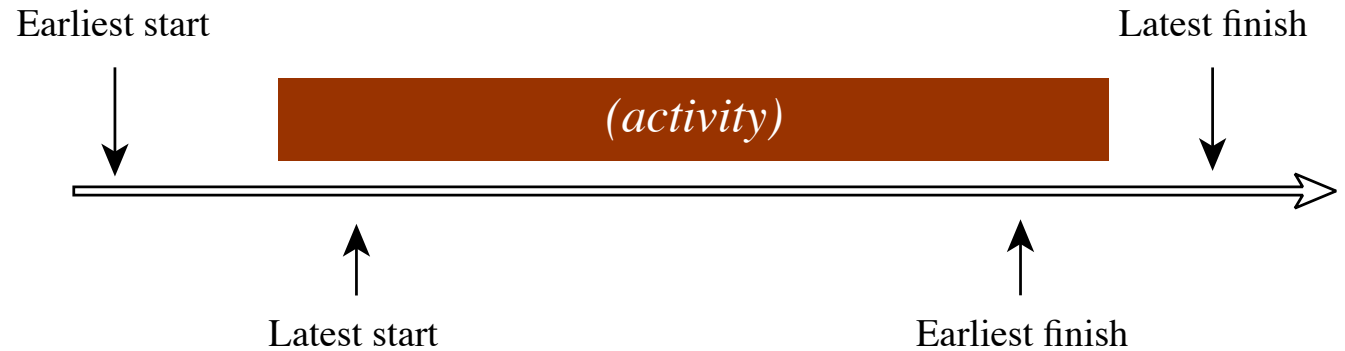 Earliest start
Latest finish
(activity)
Latest start
Earliest finish